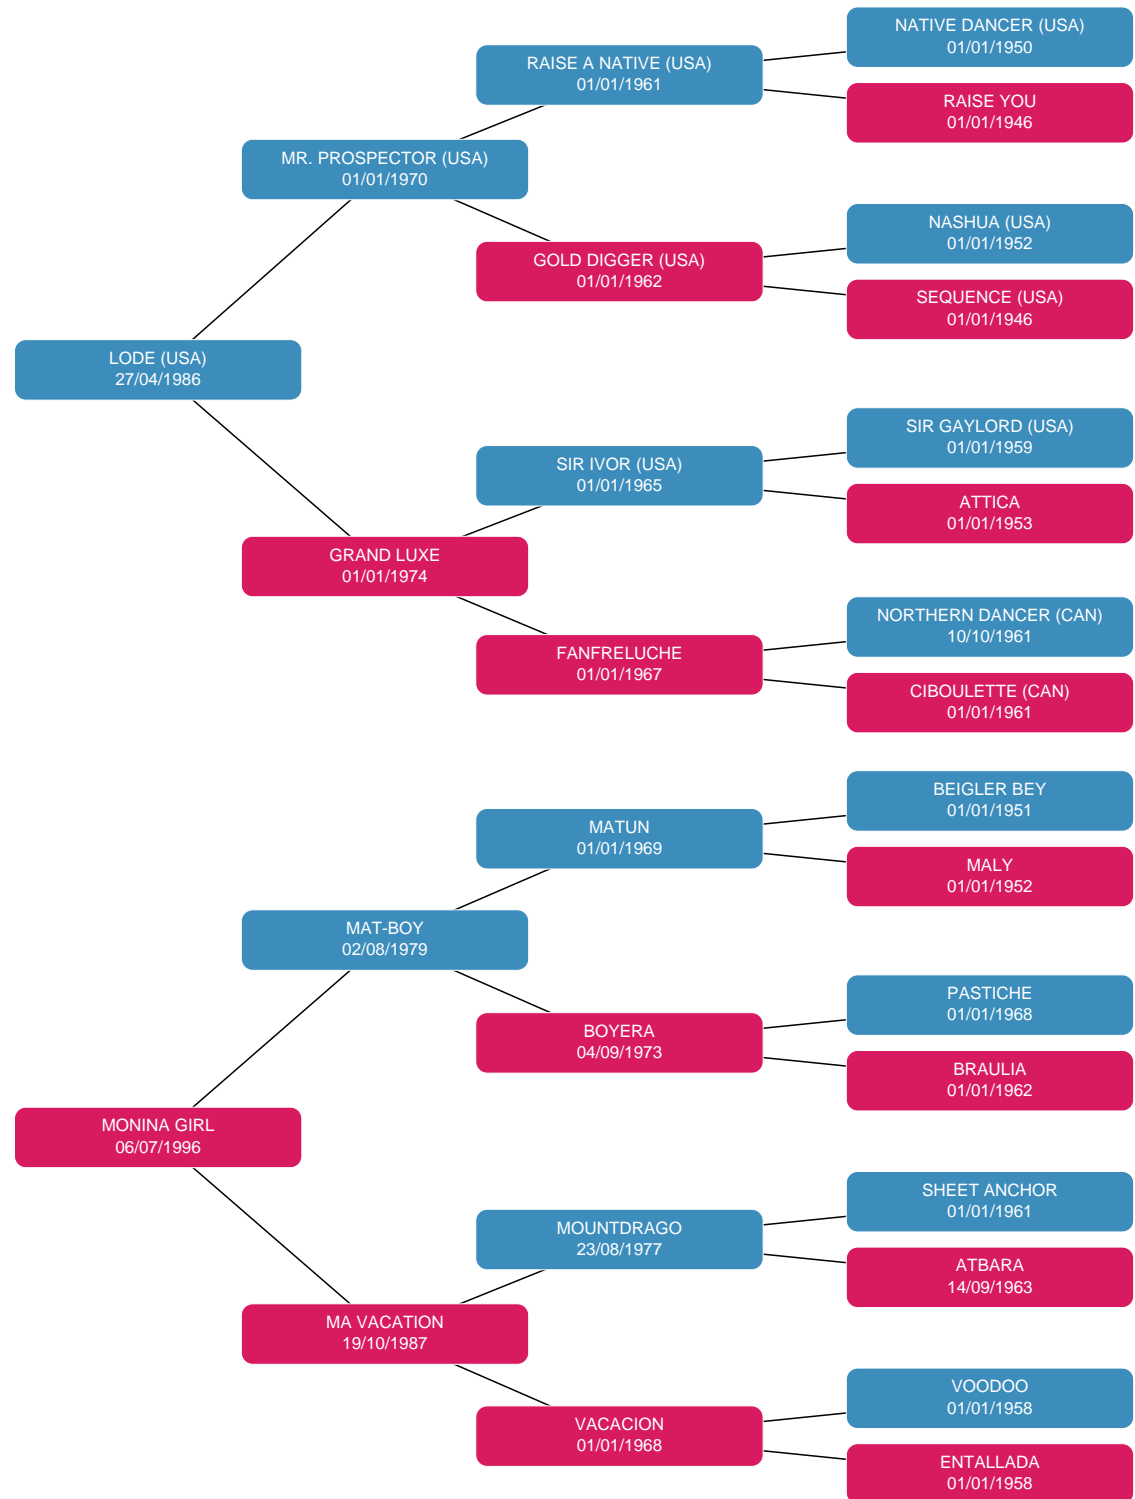 NATIVE DANCER (USA)
01/01/1950
RAISE A NATIVE (USA)
01/01/1961
RAISE YOU
01/01/1946
MR. PROSPECTOR (USA)
01/01/1970
NASHUA (USA)
01/01/1952
GOLD DIGGER (USA)
01/01/1962
SEQUENCE (USA)
01/01/1946
LODE (USA)
27/04/1986
SIR GAYLORD (USA)
01/01/1959
SIR IVOR (USA)
01/01/1965
ATTICA
01/01/1953
GRAND LUXE
01/01/1974
NORTHERN DANCER (CAN)
10/10/1961
FANFRELUCHE
01/01/1967
CIBOULETTE (CAN)
01/01/1961
BEIGLER BEY
01/01/1951
MATUN
01/01/1969
MALY
01/01/1952
MAT-BOY
02/08/1979
PASTICHE
01/01/1968
BOYERA
04/09/1973
BRAULIA
01/01/1962
MONINA GIRL
06/07/1996
SHEET ANCHOR
01/01/1961
MOUNTDRAGO
23/08/1977
ATBARA
14/09/1963
MA VACATION
19/10/1987
VOODOO
01/01/1958
VACACION
01/01/1968
ENTALLADA
01/01/1958